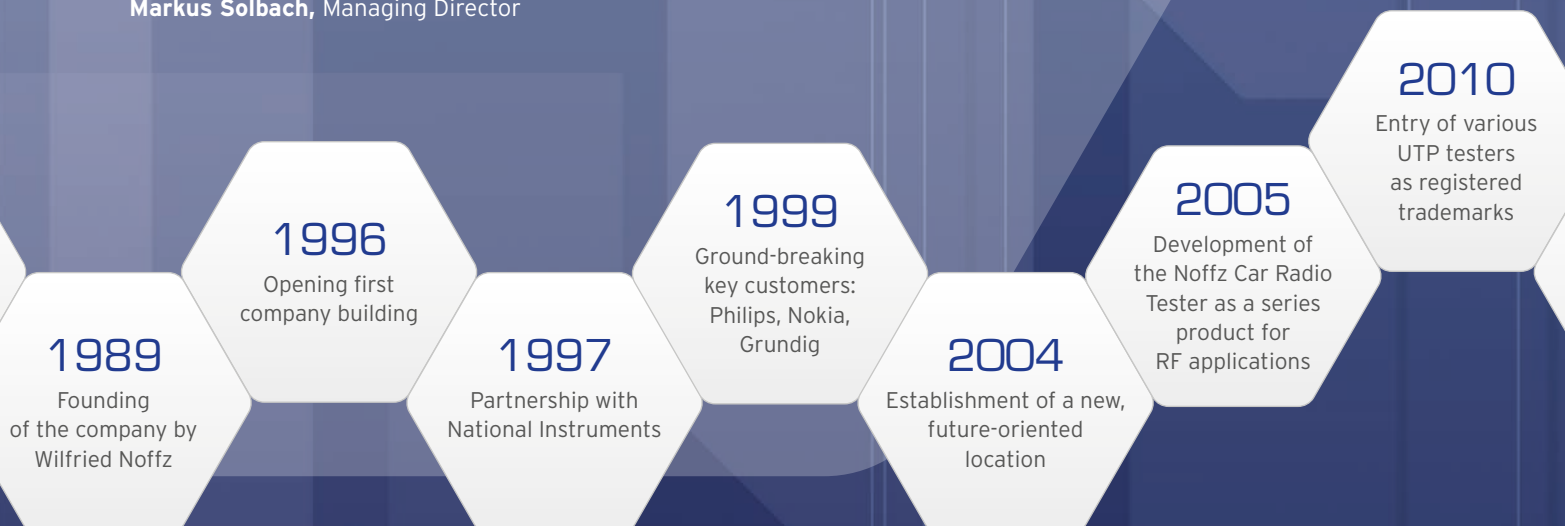 Markus Solbach, Managing Director
1989
Founding
of the company by
Wilfried Noffz
1996
Opening first
company building
1997
Partnership with
National Instruments
1999
Ground-breaking
key customers:
Philips, Nokia,
Grundig
2004
Establishment of a new,
future-oriented
location
2005
Development of
the Noffz Car Radio
Tester as a series
product for
RF applications
2010
Entry of various
UTP testers
as registered
trademarks